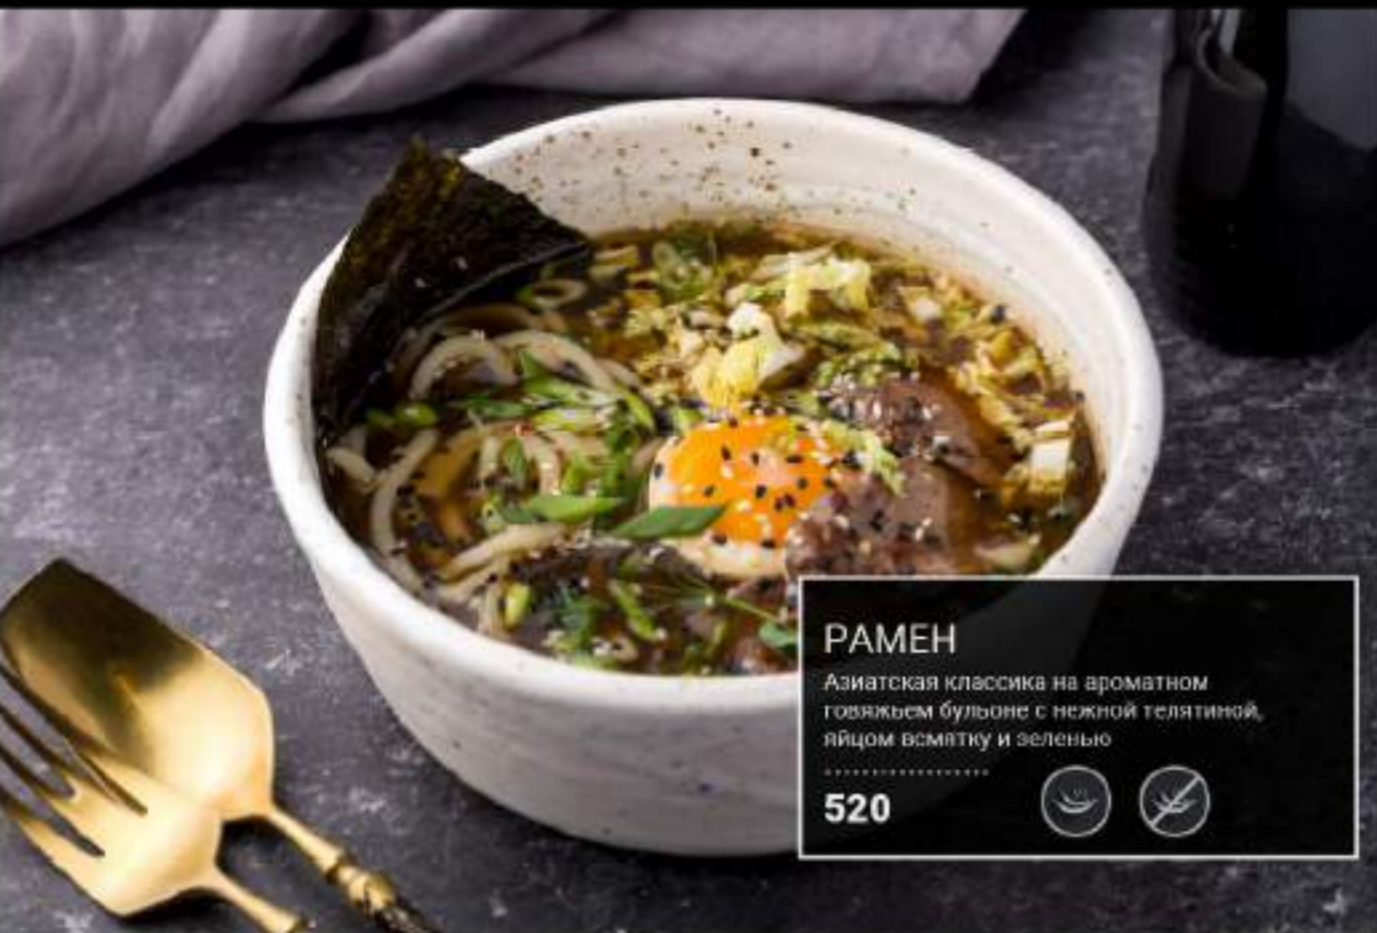 РАМЕН
Азиатская классика на ароматном
говяжьем бульоне с нежной телятиной,
яйцом всмятку и зеленью
520